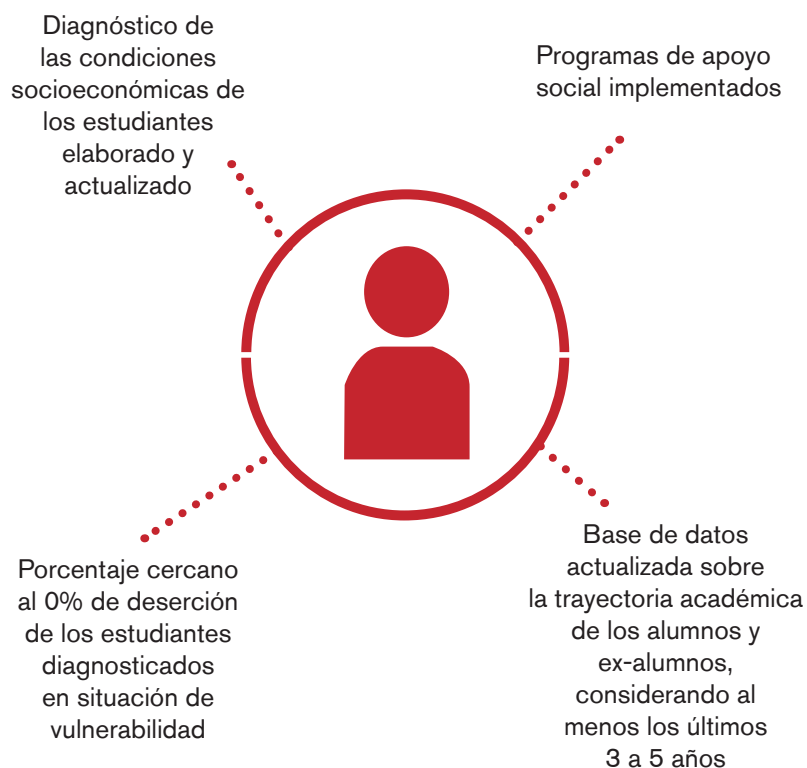 Diagnóstico de
las condiciones
socioeconómicas de
los estudiantes
elaborado y
actualizado
Programas de apoyo
social implementados
Porcentaje cercano
al 0% de deserción
de los estudiantes
diagnosticados
en situación de
vulnerabilidad
Base de datos
actualizada sobre
la trayectoria académica
de los alumnos y
ex-alumnos,
considerando al
menos los últimos
3 a 5 años